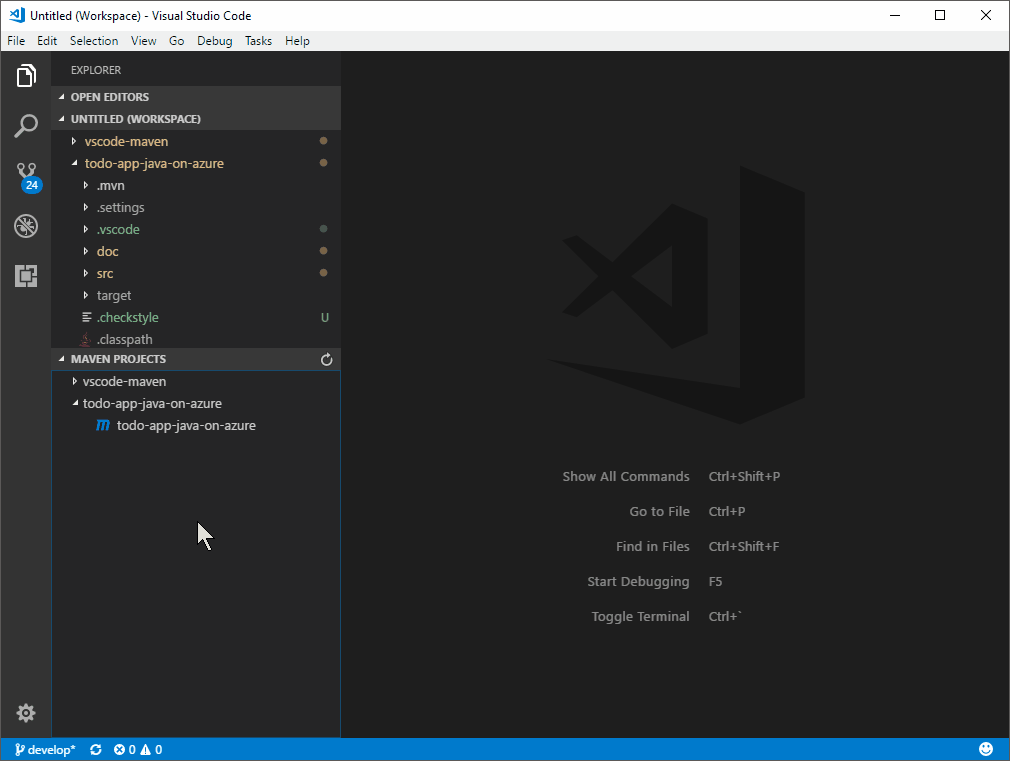 Untitled (Workspace) - Visual Studio Code
File Edit Selection View Go Debug Tasks Help
EXPLORER
OPEN EDITORS
UNTITLED (WORKSPACE)
vscode-maven
todo-app-java-on-azure
24
.mvn
.settings
.vscode
doc
src
target
.checkstyle U
.classpath
MAVEN PROJECTS
vscode-maven
todo-app-java-on-azure
m todo-app-java-on-azure
Show All Commands Ctrl+Shift+P
Go to File Ctrl+P
Find in Files Ctrl+Shift+F
Start Debugging F5
Toggle Terminal Ctrl+`
develop* 0 0